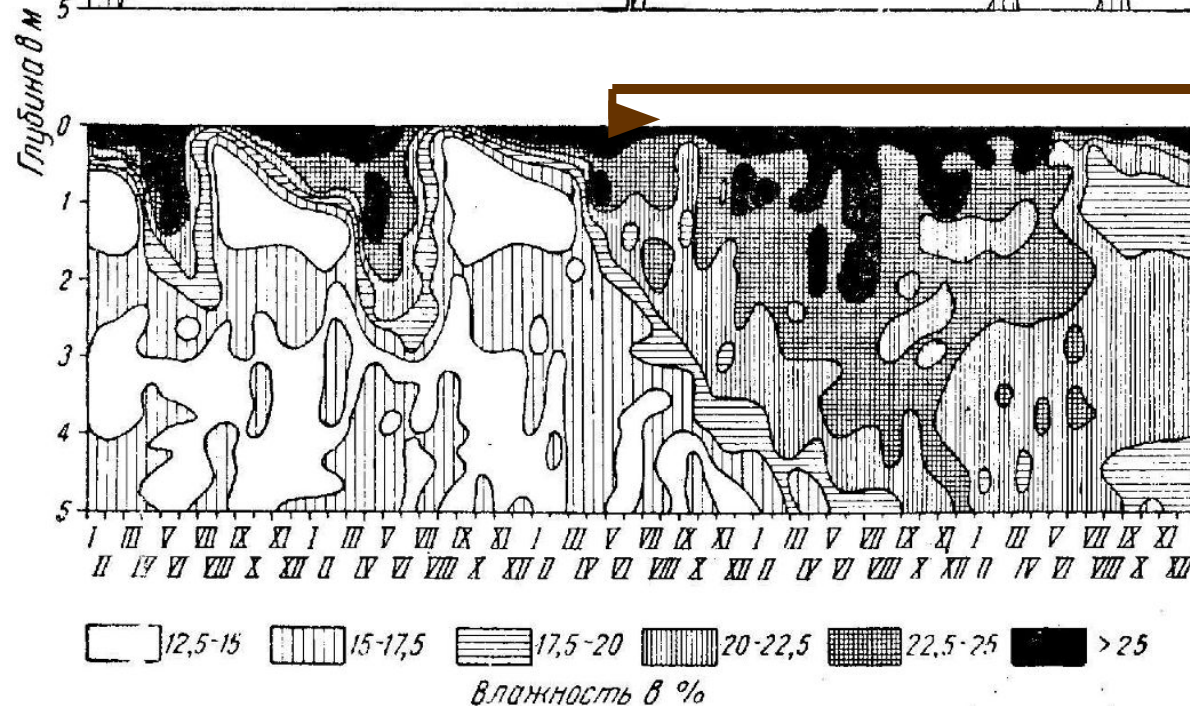 5
Глубина в м
0
1
2
3
4
5
I III V VII IX XI I III V VII IX XI I III V VII IX XI I III V VII IX XI I III V VII IX XI
II IV VI VIII X XII II IV VI VIII X XII II IV VI VIII X XII II IV VI VIII X XII II IV VI VIII X XI
12,5-15 15-17,5 17,5-20 20-22,5 22,5-25 >25
влажность в %